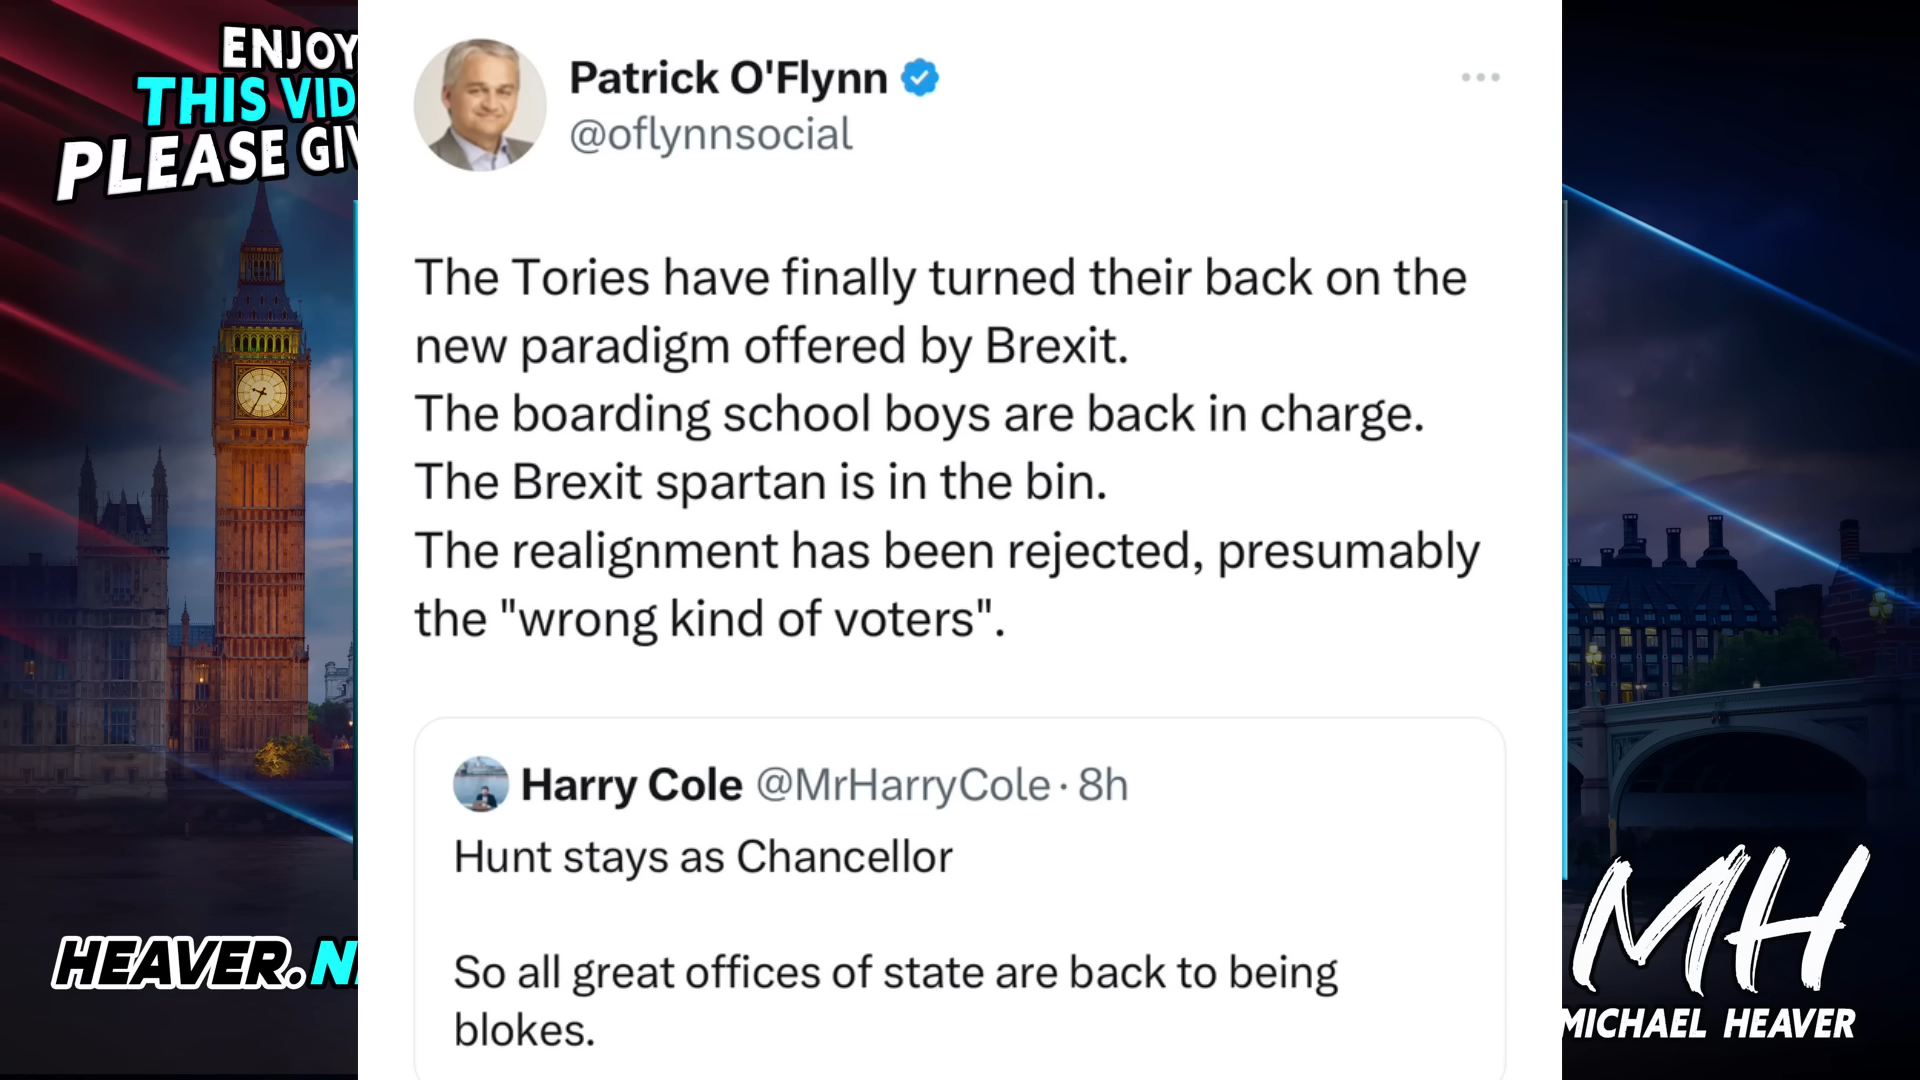 ENJOY
THIS VID
PLEASE GIV
Patrick O'Flynn
@oflynnsocial
The Tories have finally turned their back on the
new paradigm offered by Brexit.
The boarding school boys are back in charge.
The Brexit spartan is in the bin.
The realignment has been rejected, presumably
the "wrong kind of voters".
Harry Cole @MrHarryCole · 8h
Hunt stays as Chancellor
So all great offices of state are back to being
blokes.
HEAVER.N
MH
MICHAEL HEAVER